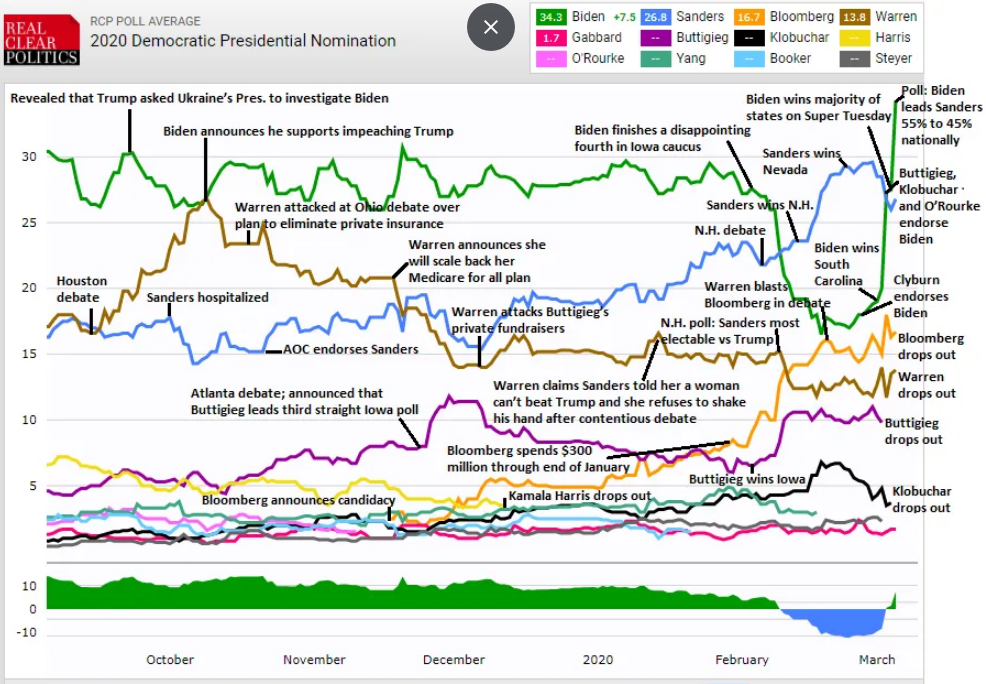 REAL
CLEAR
POLITICS
RCP POLL AVERAGE
2020 Democratic Presidential Nomination
34.3 Biden +7.5 26.8 Sanders 16.7 Bloomberg 13.8 Warren
1.7 Gabbard -- Buttigieg -- Klobuchar -- Harris
-- O'Rourke -- Yang -- Booker -- Steyer
Revealed that Trump asked Ukraine's Pres. to investigate Biden
Biden announces he supports impeaching Trump
Biden finishes a disappointing
fourth in Iowa caucus
Biden wins majority of
states on Super Tuesday
Poll: Biden
leads Sanders
55% to 45%
nationally
Sanders wins
Nevada
Buttigieg,
Klobuchar
and O'Rourke
endorse
Biden
Warren attacked at Ohio debate over
plan to eliminate private insurance
Sanders wins N.H.
N.H. debate
Warren announces she
will scale back her
Medicare for all plan
Biden wins
South
Carolina
Clyburn
endorses
Biden
Houston
debate
Sanders hospitalized
Warren blasts
Bloomberg in debate
Warren attacks Buttigieg's
private fundraisers
N.H. poll: Sanders most
electable vs Trump
AOC endorses Sanders
Bloomberg
drops out
Warren
drops out
Warren claims Sanders told her a woman
can't beat Trump and she refuses to shake
his hand after contentious debate
Atlanta debate; announced that
Buttigieg leads third straight Iowa poll
Buttigieg
drops out
Bloomberg spends $300
million through end of January
Buttigieg wins Iowa
Bloomberg announces candidacy
Kamala Harris drops out
Klobuchar
drops out
30
25
20
15
10
5
10
0
-10
October November December 2020 February March